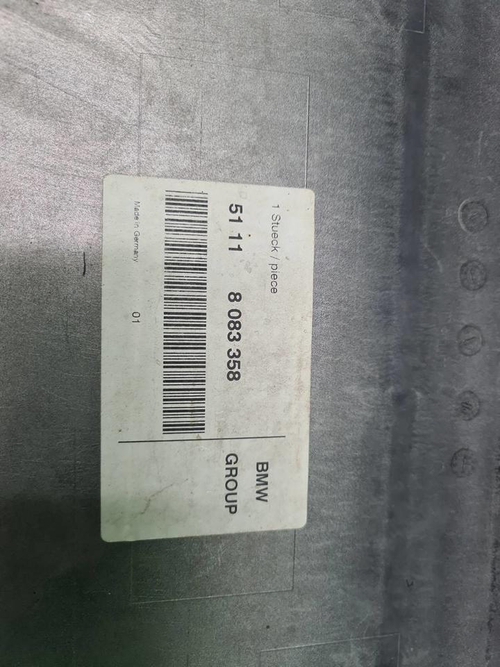 1 Stueck / piece
51 11 8 083 358
Made in Germany
01
BMW
GROUP